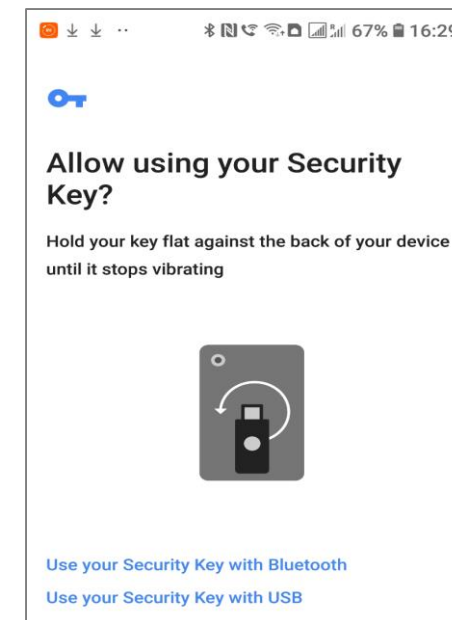 67% 16:29
Allow using your Security
Key?
Hold your key flat against the back of your device
until it stops vibrating
Use your Security Key with Bluetooth
Use your Security Key with USB